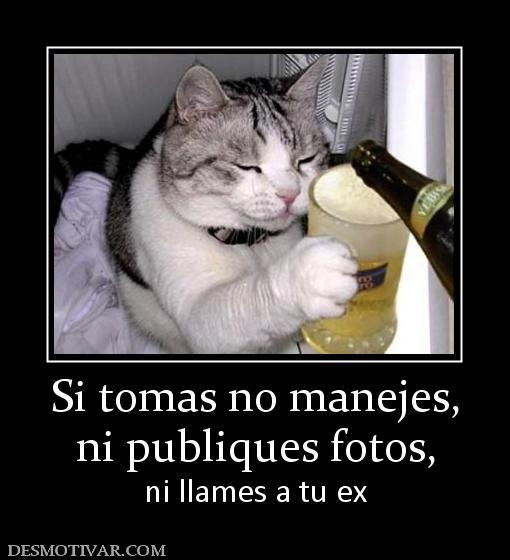 Si tomas no manejes,
ni publiques fotos,
ni llames a tu ex
DESMOTIVAR.COM